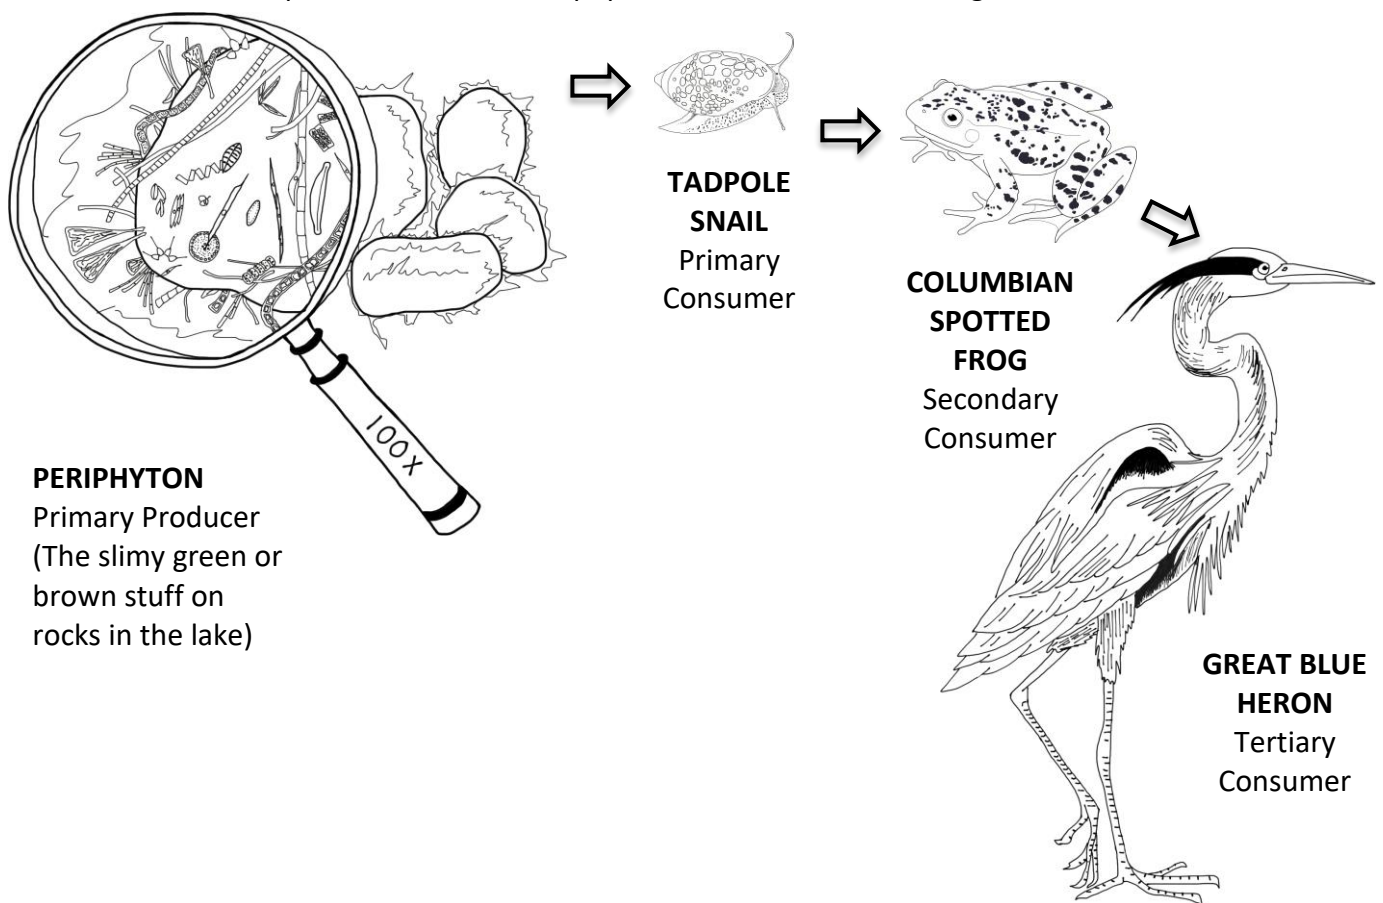 100X
PERIPHYTON
Primary Producer
(The slimy green or
brown stuff on
rocks in the lake)
TADPOLE
SNAIL
Primary
Consumer
COLUMBIAN
SPOTTED
FROG
Secondary
Consumer
GREAT BLUE
HERON
Tertiary
Consumer